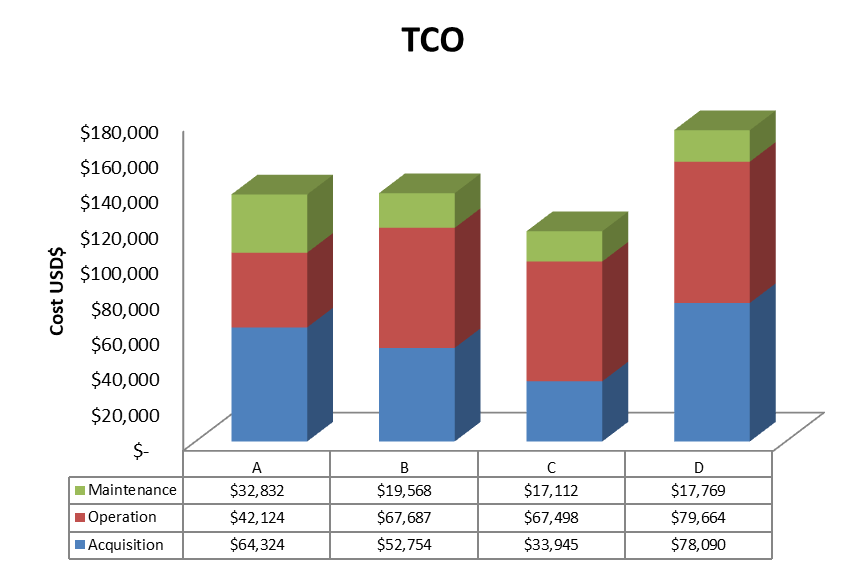 TCO
Cost USD$
$180,000
$160,000
$140,000
$120,000
$100,000
$80,000
$60,000
$40,000
$20,000
$-
A B C D
Maintenance $32,832 $19,568 $17,112 $17,769
Operation $42,124 $67,687 $67,498 $79,664
Acquisition $64,324 $52,754 $33,945 $78,090